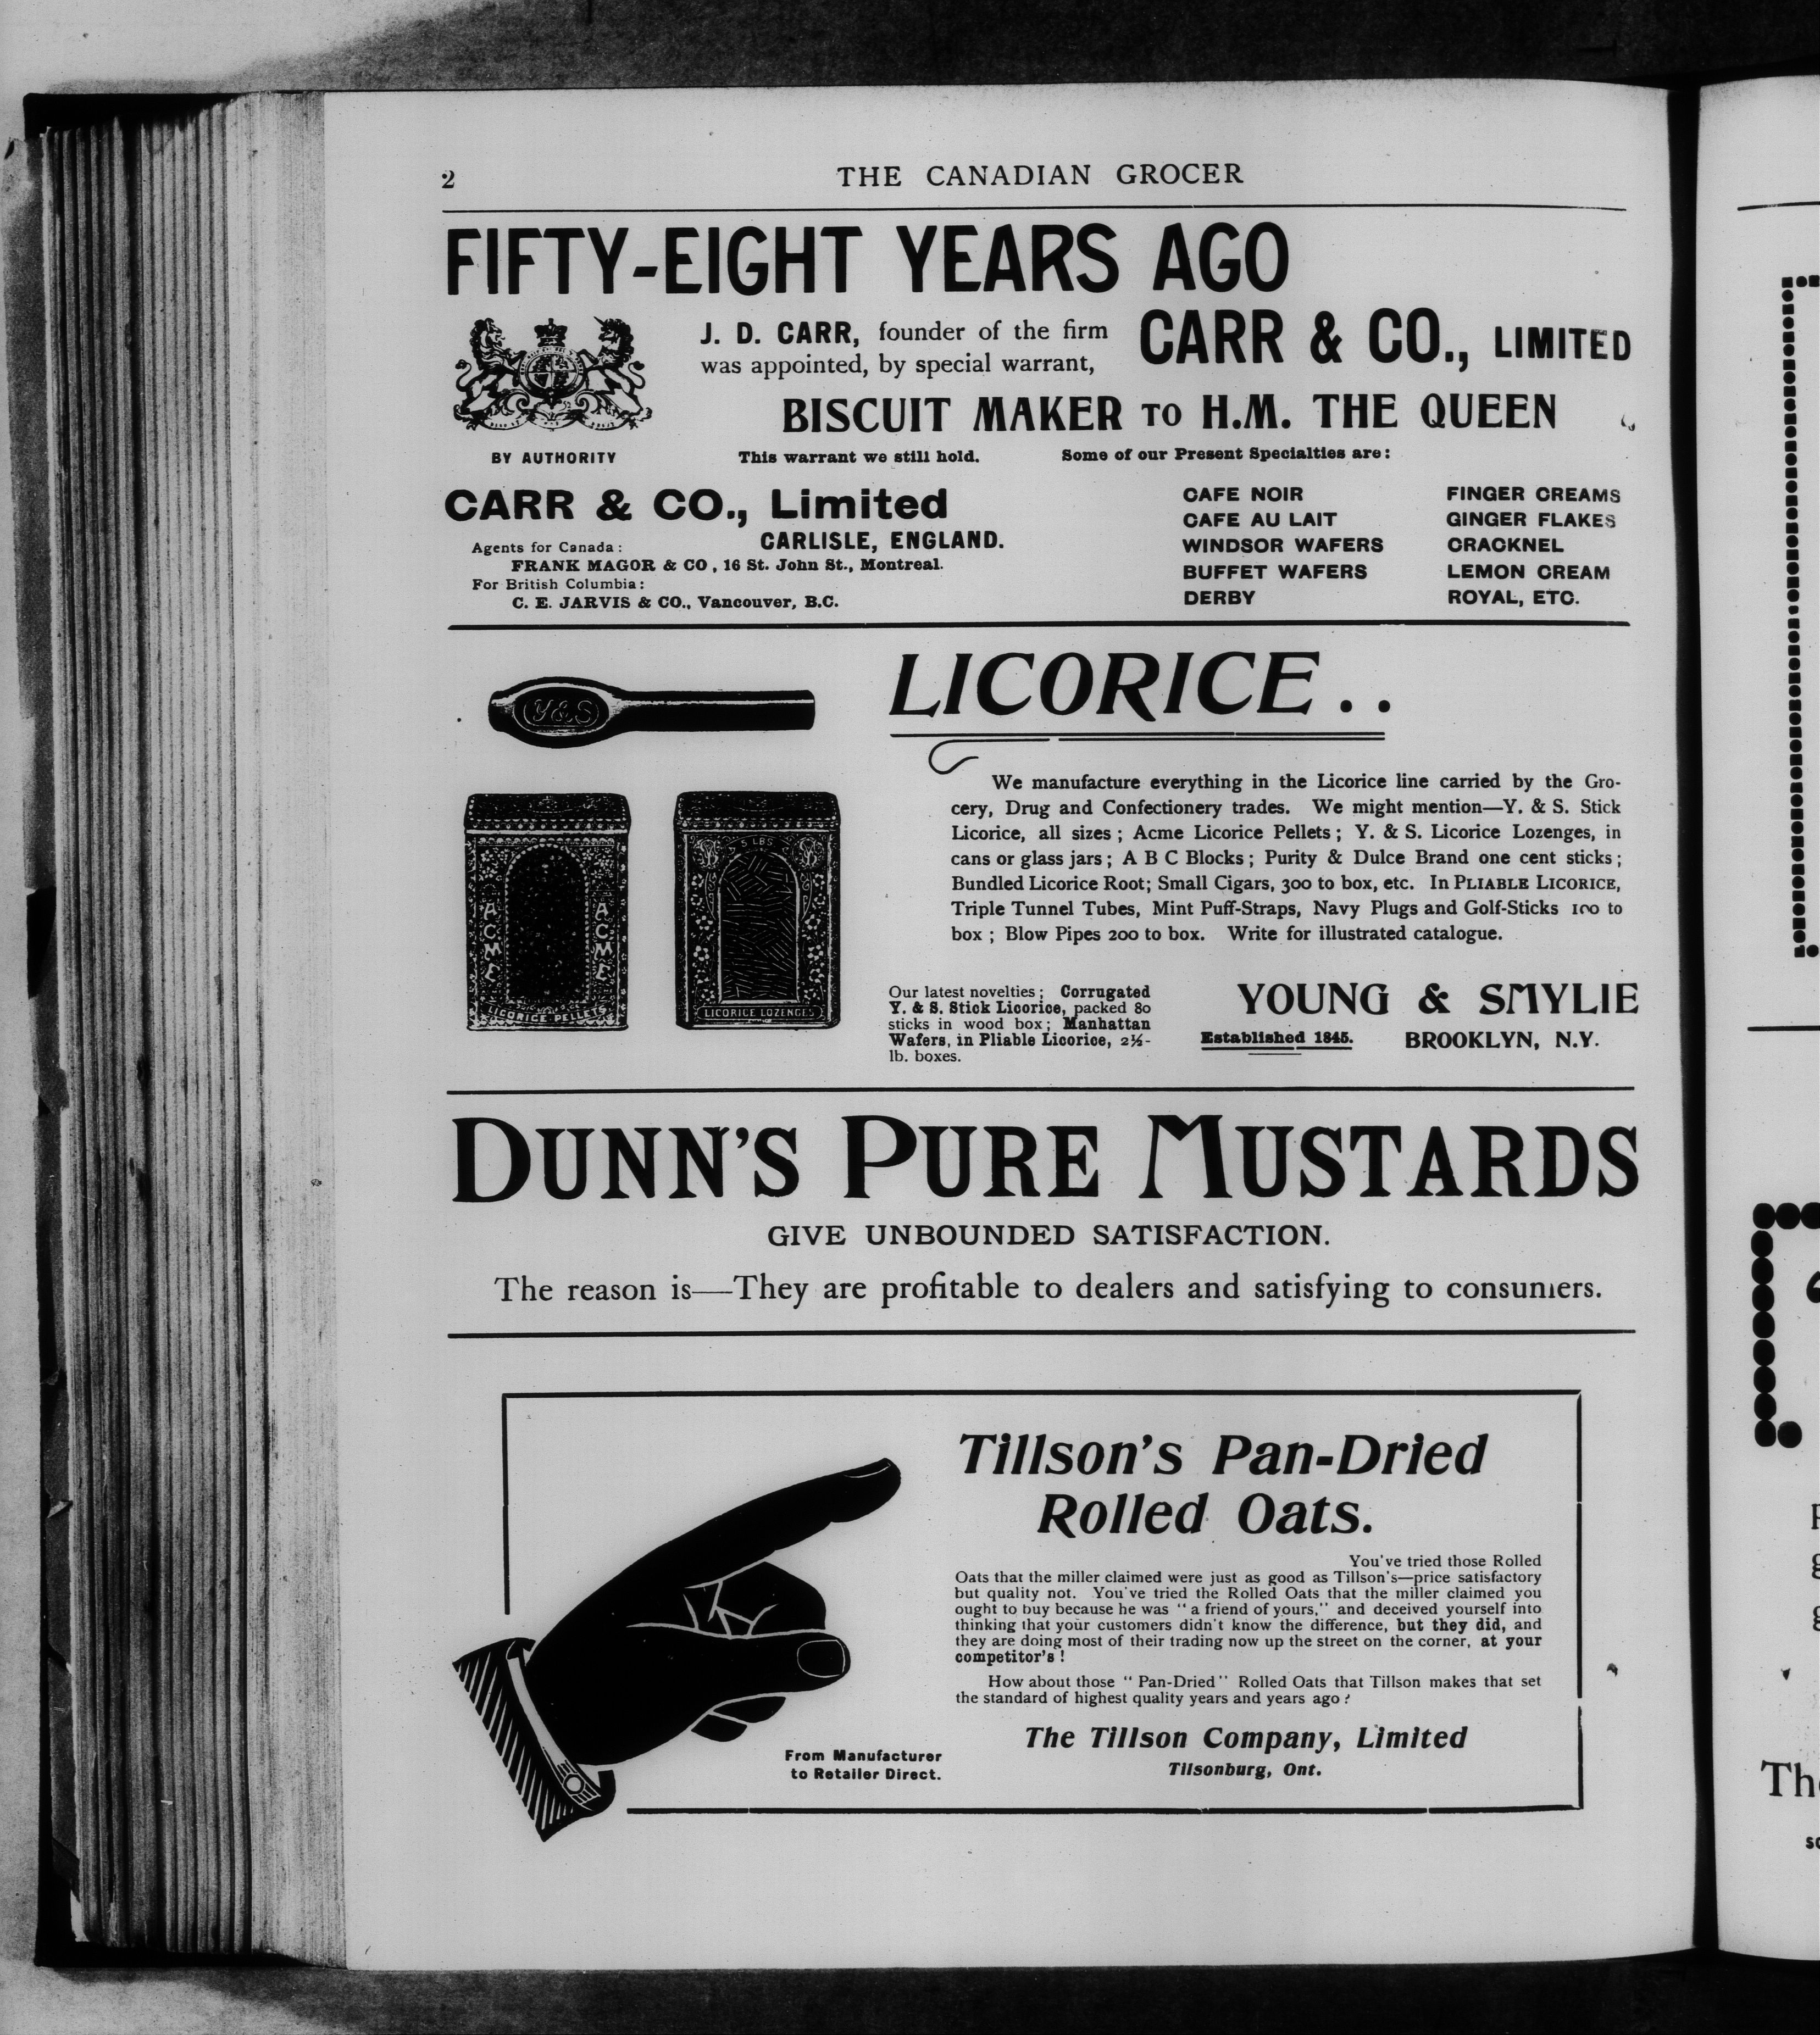 2
THE CANADIAN GROCER
FIFTY-EIGHT YEARS AGO
J. D. CARR, founder of the firm
was appointed, by special warrant,
CARR & CO., LIMITED
BISCUIT MAKER TO H.M. THE QUEEN
BY AUTHORITY
This warrant we still hold.
Some of our Present Specialties are:
CARR & CO., Limited
CARLISLE, ENGLAND.
Agents for Canada:
FRANK MAGOR & CO, 16 St. John St., Montreal.
For British Columbia:
C. E. JARVIS & CO., Vancouver, B.C.
CAFE NOIR
CAFE AU LAIT
WINDSOR WAFERS
BUFFET WAFERS
DERBY
FINGER CREAMS
GINGER FLAKES
CRACKNEL
LEMON CREAM
ROYAL, ETC.
Y&S
ACME
ACME
LICORICE PELLETS
5 LBS
LICORICE LOZENGES
LICORICE..
We manufacture everything in the Licorice line carried by the Gro-
cery, Drug and Confectionery trades. We might mention—Y. & S. Stick
Licorice, all sizes; Acme Licorice Pellets; Y. & S. Licorice Lozenges, in
cans or glass jars; A B C Blocks; Purity & Dulce Brand one cent sticks;
Bundled Licorice Root; Small Cigars, 300 to box, etc. In PLIABLE LICORICE,
Triple Tunnel Tubes, Mint Puff-Straps, Navy Plugs and Golf-Sticks 100 to
box; Blow Pipes 200 to box. Write for illustrated catalogue.
Our latest novelties; Corrugated
Y. & S. Stick Licorice, packed 80
sticks in wood box; Manhattan
Wafers, in Pliable Licorice, 2½-
lb. boxes.
YOUNG & SMYLIE
Established 1845.
BROOKLYN, N.Y.
DUNN'S PURE MUSTARDS
GIVE UNBOUNDED SATISFACTION.
The reason is—They are profitable to dealers and satisfying to consumers.
Tillson's Pan-Dried
Rolled Oats.
You've tried those Rolled
Oats that the miller claimed were just as good as Tillson's—price satisfactory
but quality not. You've tried the Rolled Oats that the miller claimed you
ought to buy because he was "a friend of yours," and deceived yourself into
thinking that your customers didn't know the difference, but they did, and
they are doing most of their trading now up the street on the corner, at your
competitor's!
How about those "Pan-Dried" Rolled Oats that Tillson makes that set
the standard of highest quality years and years ago?
The Tillson Company, Limited
Tilsonburg, Ont.
From Manufacturer
to Retailer Direct.